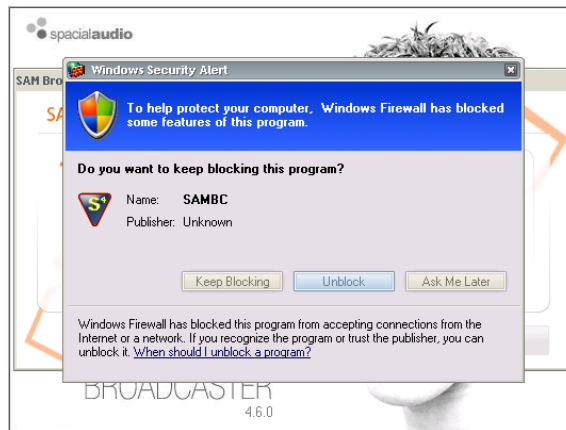 spacialaudio
SAM Bro
Windows Security Alert
SA
To help protect your computer, Windows Firewall has blocked
some features of this program.
Do you want to keep blocking this program?
S4
Name: SAMBC
Publisher: Unknown
Keep Blocking
Unblock
Ask Me Later
Windows Firewall has blocked this program from accepting connections from the
Internet or a network. If you recognize the program or trust the publisher, you can
unblock it. When should I unblock a program?
BROADCASTER
4.6.0